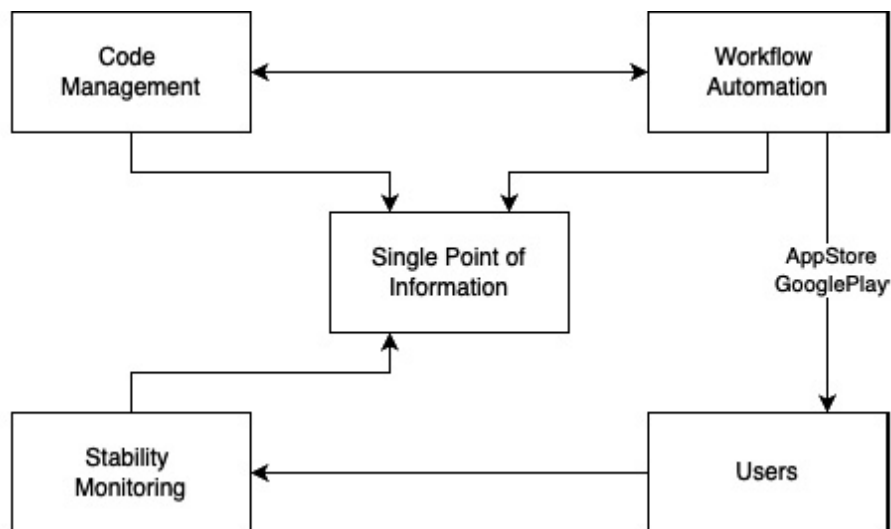 Code
Management
Workflow
Automation
Single Point of
Information
AppStore
GooglePlay
Stability
Monitoring
Users